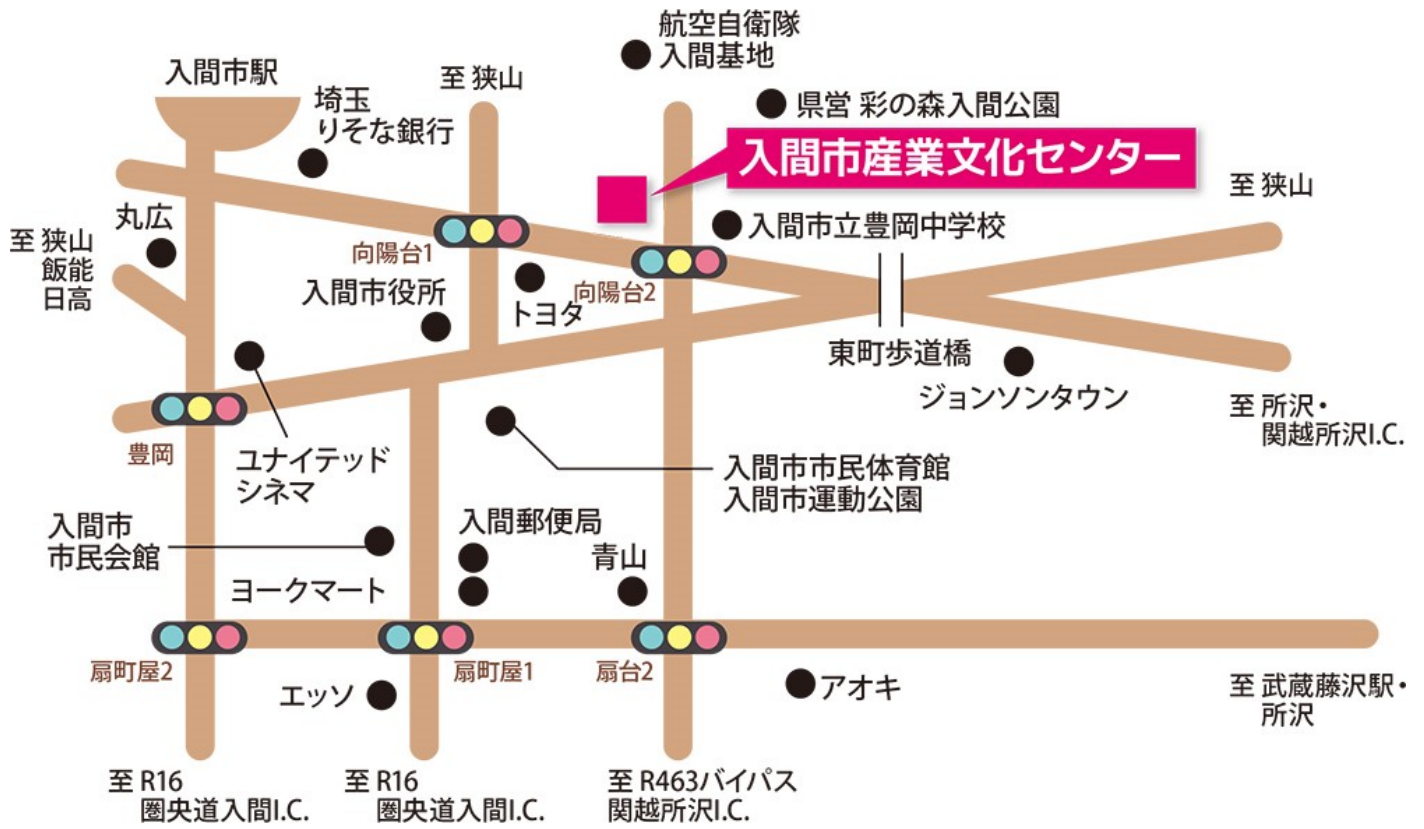 航空自衛隊
入間基地
入間市駅
至 狭山
埼玉
りそな銀行
県営 彩の森入間公園
入間市産業文化センター
至 狭山
丸広
至 狭山
飯能
日高
向陽台1
入間市立豊岡中学校
入間市役所
トヨタ
向陽台2
東町歩道橋
ジョンソンタウン
至 所沢・
関越所沢I.C.
豊岡
ユナイテッド
シネマ
入間市市民体育館
入間市運動公園
入間市
市民会館
入間郵便局
青山
ヨークマート
扇町屋2
扇町屋1
扇台2
エッソ
アオキ
至 武蔵藤沢駅・
所沢
至 R16
圏央道入間I.C.
至 R16
圏央道入間I.C.
至 R463バイパス
関越所沢I.C.